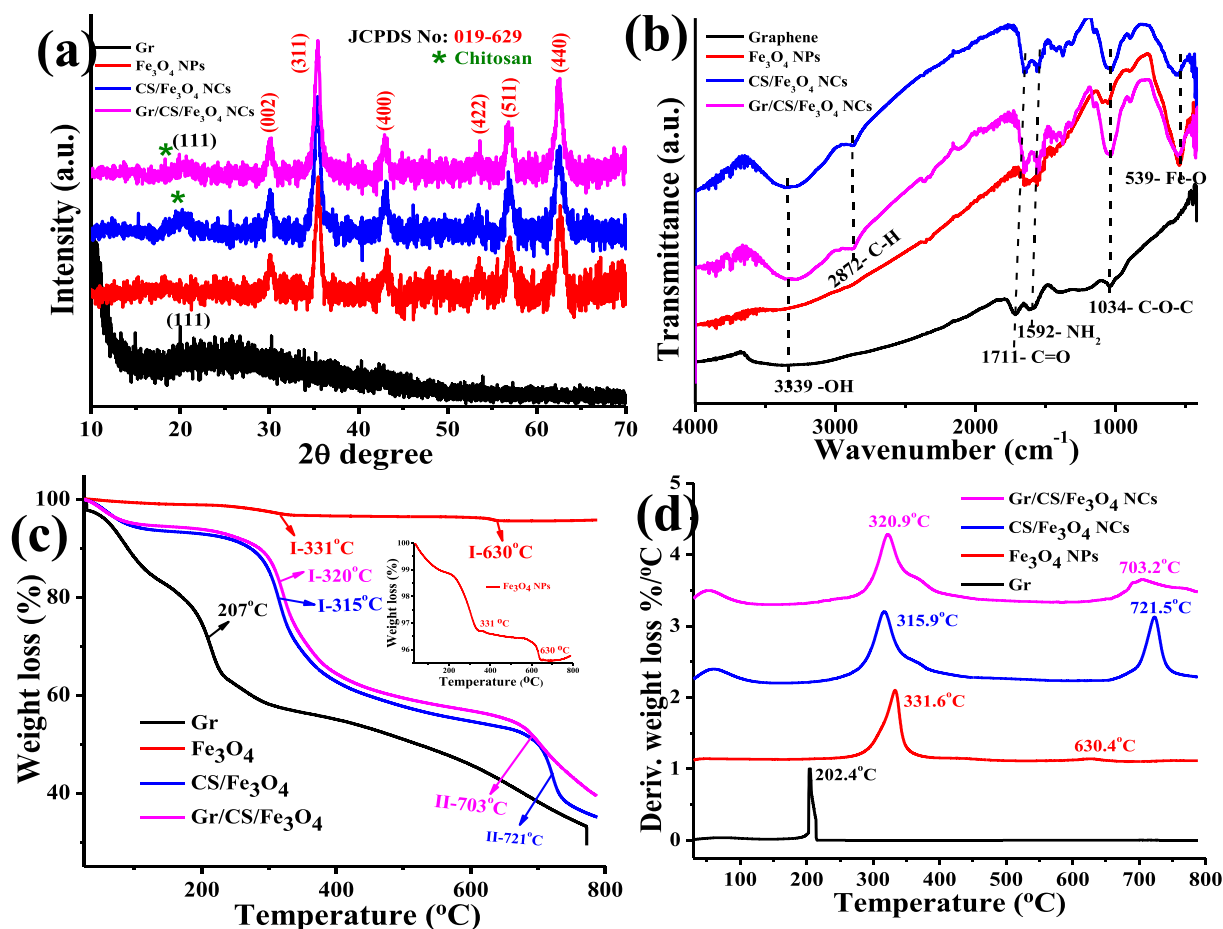 (a)
JCPDS No: 019-629
* Chitosan
Gr
Fe₃O₄ NPs
CS/Fe₃O₄ NCs
Gr/CS/Fe₃O₄ NCs
(111)
(002)
(311)
(400)
(422)
(511)
(440)
*
*
(111)
Intensity (a.u.)
10 20 30 40 50 60 70
2θ degree
(b)
Graphene
Fe₃O₄ NPs
CS/Fe₃O₄ NCs
Gr/CS/Fe₃O₄ NCs
539- Fe-O
2872- C-H
1034- C-O-C
1592- NH₂
1711- C=O
3339 -OH
Transmittance (a.u.)
4000 3000 2000 1000
Wavenumber (cm⁻¹)
(c)
I-331°C
I-630°C
I-320°C
I-315°C
207°C
100
99
98
97
96
Weight loss (%)
Fe₃O₄ NPs
331 °C
630 °C
0 200 400 600 800
Temperature (°C)
Gr
Fe₃O₄
CS/Fe₃O₄
Gr/CS/Fe₃O₄
II-703°C
II-721°C
100
80
60
40
Weight loss (%)
200 400 600 800
Temperature (°C)
(d)
Gr/CS/Fe₃O₄ NCs
CS/Fe₃O₄ NCs
Fe₃O₄ NPs
Gr
320.9°C
703.2°C
315.9°C
721.5°C
331.6°C
630.4°C
202.4°C
5
4
3
2
1
0
Deriv. weight loss %/°C
100 200 300 400 500 600 700 800
Temperature (°C)